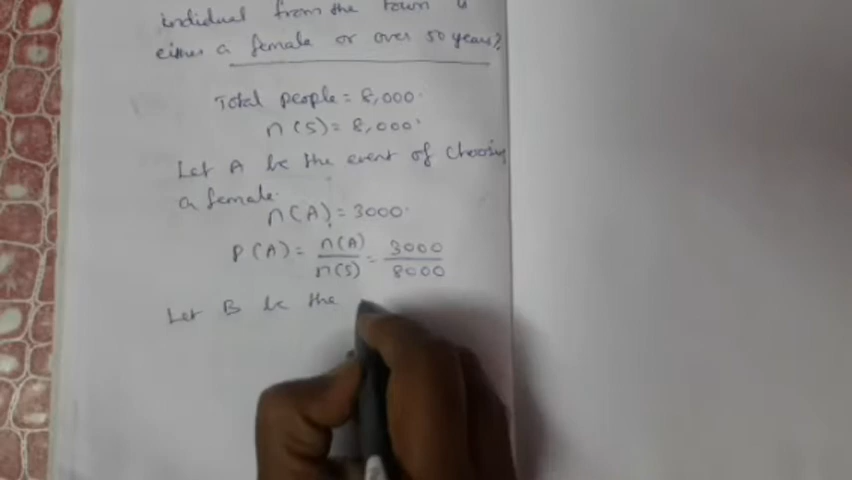 individual from the town is
either a female or over 50 years?
Total people = 8,000.
n(S) = 8,000.
Let A be the event of choosing
a female.
n(A) = 3000.
P(A) = n(A)/n(S) = 3000/8000
Let B be the